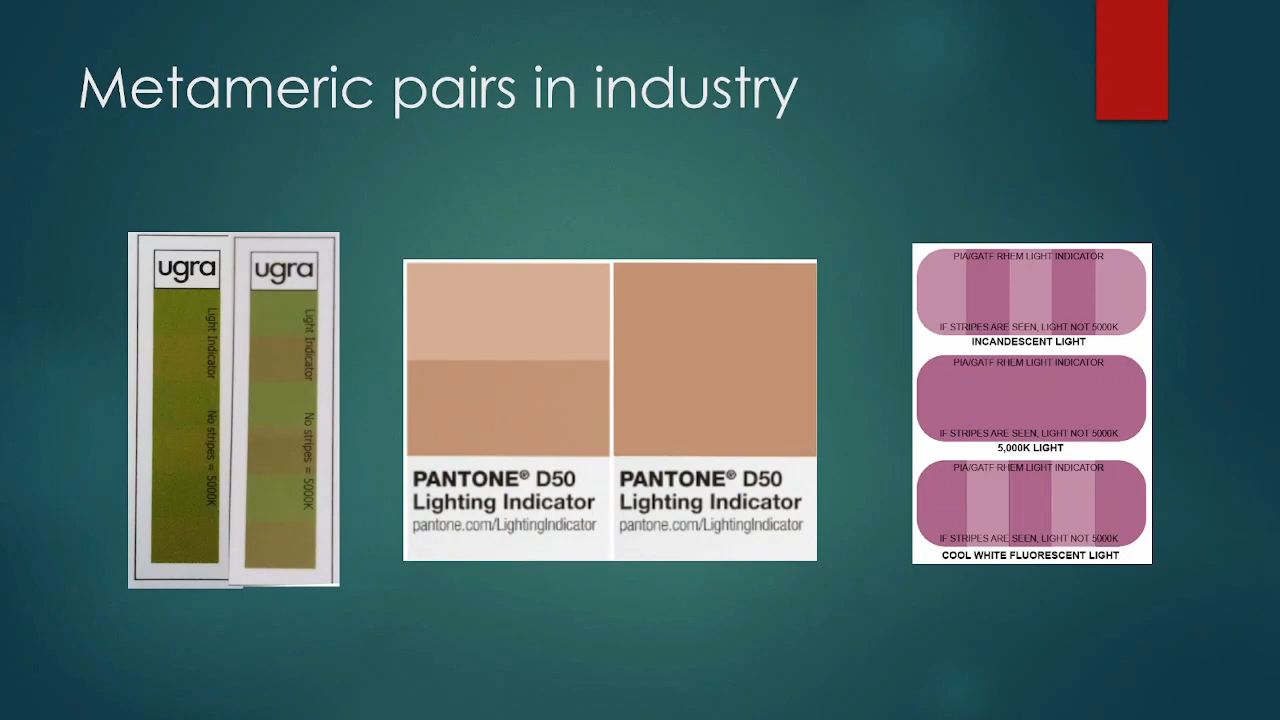 Metameric pairs in industry
ugra
Light Indicator No stripes = 5000K
ugra
Light Indicator No stripes = 5000K
PANTONE® D50
Lighting Indicator
pantone.com/LightingIndicator
PANTONE® D50
Lighting Indicator
pantone.com/LightingIndicator
PIA/GATF RHEM LIGHT INDICATOR
IF STRIPES ARE SEEN, LIGHT NOT 5000K
INCANDESCENT LIGHT
PIA/GATF RHEM LIGHT INDICATOR
IF STRIPES ARE SEEN, LIGHT NOT 5000K
5,000K LIGHT
PIA/GATF RHEM LIGHT INDICATOR
IF STRIPES ARE SEEN, LIGHT NOT 5000K
COOL WHITE FLUORESCENT LIGHT